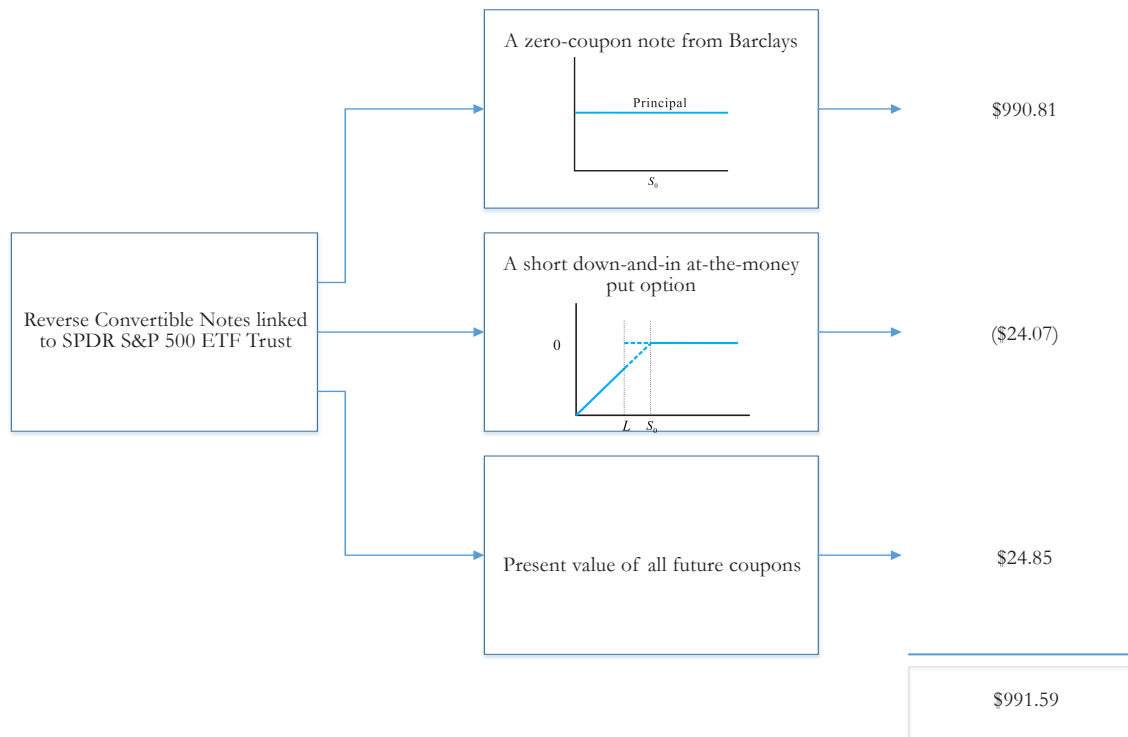 A zero-coupon note from Barclays
Principal
S₀
$990.81
Reverse Convertible Notes linked
to SPDR S&P 500 ETF Trust
A short down-and-in at-the-money
put option
0
L S₀
($24.07)
Present value of all future coupons
$24.85
$991.59